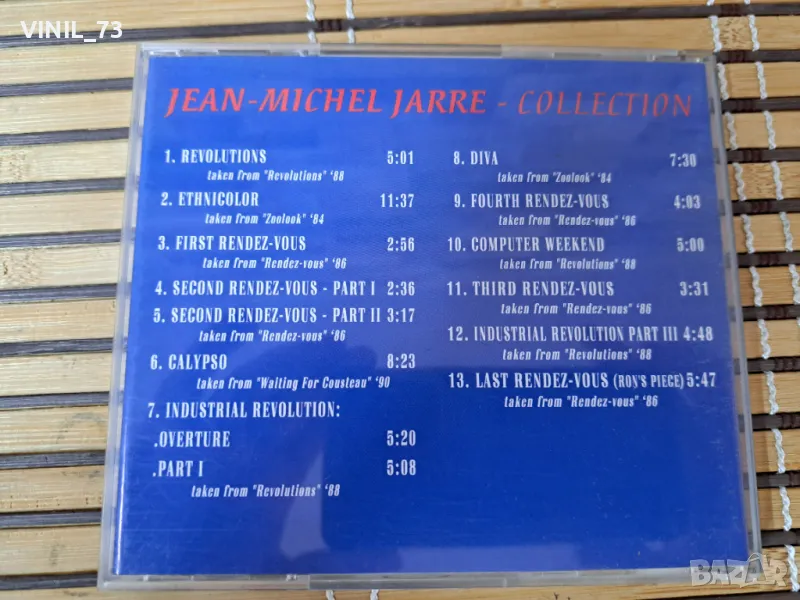 VINIL_73
JEAN-MICHEL JARRE - COLLECTION
1. REVOLUTIONS 5:01
taken from "Revolutions" '88
2. ETHNICOLOR 11:37
taken from "Zoolook" '84
3. FIRST RENDEZ-VOUS 2:56
taken from "Rendez-vous" '86
4. SECOND RENDEZ-VOUS - PART I 2:36
5. SECOND RENDEZ-VOUS - PART II 3:17
taken from "Rendez-vous" '86
6. CALYPSO 8:23
taken from "Waiting For Cousteau" '90
7. INDUSTRIAL REVOLUTION:
.OVERTURE 5:20
.PART I 5:08
taken from "Revolutions" '88
8. DIVA 7:30
taken from "Zoolook" '84
9. FOURTH RENDEZ-VOUS 4:03
taken from "Rendez-vous" '86
10. COMPUTER WEEKEND 5:00
taken from "Revolutions" '88
11. THIRD RENDEZ-VOUS 3:31
taken from "Rendez-vous" '86
12. INDUSTRIAL REVOLUTION PART III 4:48
taken from "Revolutions" '88
13. LAST RENDEZ-VOUS (RON'S PIECE) 5:47
taken from "Rendez-vous" '86
BAZAR